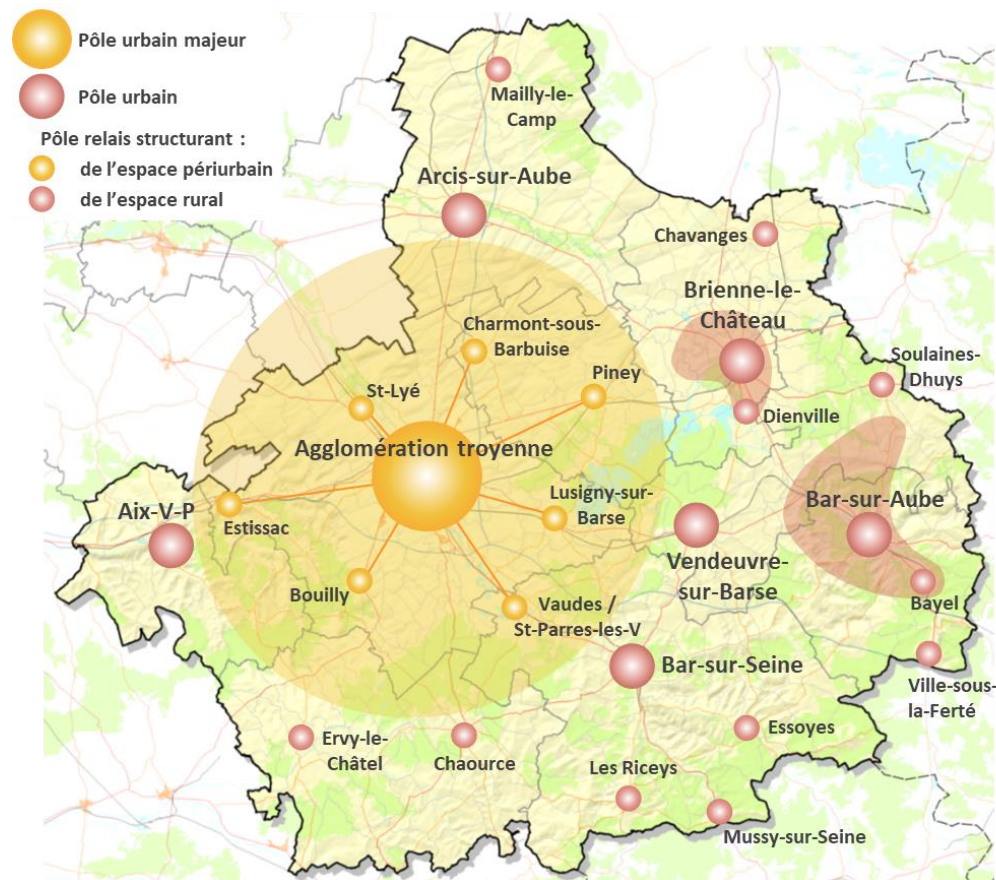 Pôle urbain majeur
Pôle urbain
Pôle relais structurant :
de l'espace périurbain
de l'espace rural
Mailly-le-
Camp
Arcis-sur-Aube
Chavanges
Brienne-le-
Château
Charmont-sous-
Barbuise
Soulaines-
Dhuys
Piney
St-Lyé
Dienville
Agglomération troyenne
Lusigny-sur-
Barse
Bar-sur-Aube
Aix-V-P
Estissac
Vendeuvre-
sur-Barse
Bouilly
Bayel
Vaudes /
St-Parres-les-V
Bar-sur-Seine
Ville-sous-
la-Ferté
Essoyes
Ervy-le-
Châtel
Chaource
Les Riceys
Mussy-sur-Seine